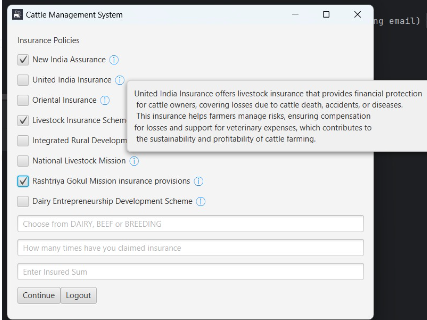 Cattle Management System
ng email)
Insurance Policies
New India Assurance
United India Insurance
Oriental Insurance
United India Insurance offers livestock insurance that provides financial protection
for cattle owners, covering losses due to cattle death, accidents, or diseases.
This insurance helps farmers manage risks, ensuring compensation
for losses and support for veterinary expenses, which contributes to
the sustainability and profitability of cattle farming.
Livestock Insurance Schem
Integrated Rural Developm
National Livestock Mission
Rashtriya Gokul Mission insurance provisions
Dairy Entrepreneurship Development Scheme
Choose from DAIRY, BEEF or BREEDING
How many times have you claimed insurance
Enter Insured Sum
Continue Logout